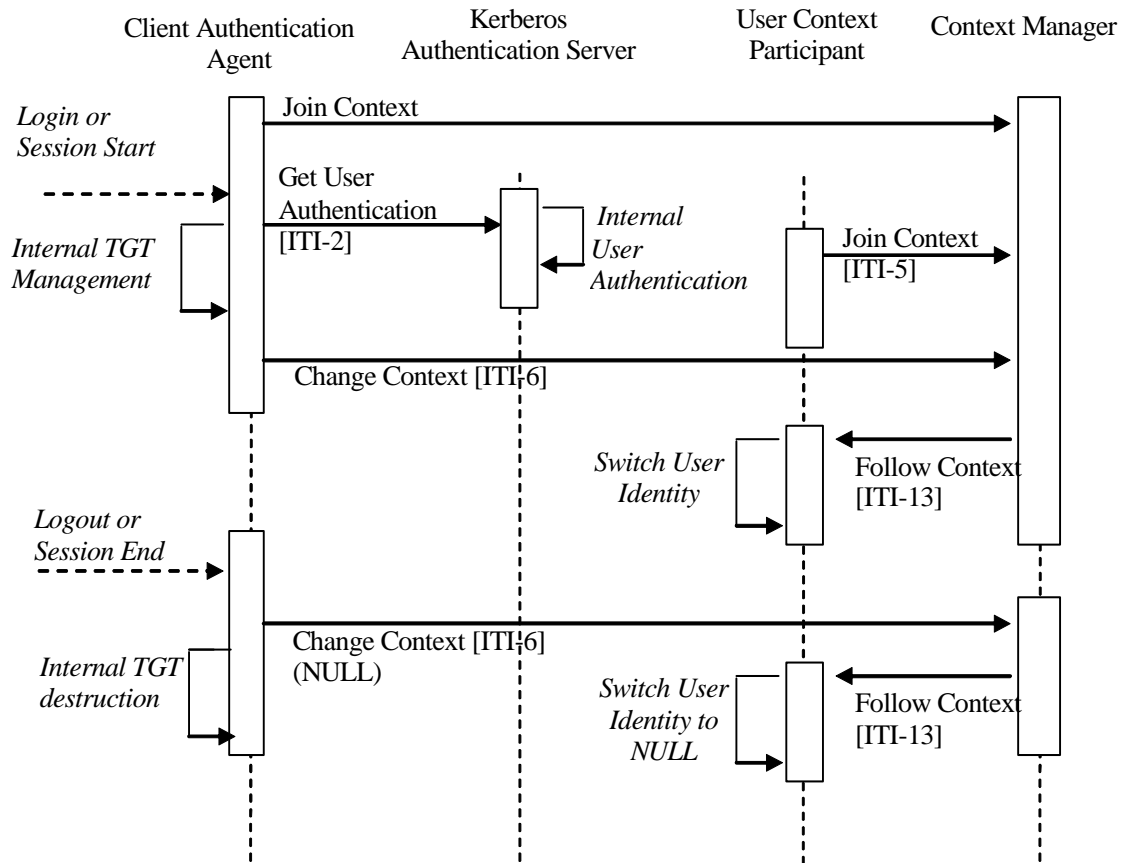 Client Authentication
Agent
Kerberos
Authentication Server
User Context
Participant
Context Manager
Login or
Session Start
Join Context
Get User
Authentication
[ITI-2]
Internal
User
Authentication
Join Context
[ITI-5]
Internal TGT
Management
Change Context [ITI-6]
Switch User
Identity
Follow Context
[ITI-13]
Logout or
Session End
Change Context [ITI-6]
(NULL)
Internal TGT
destruction
Switch User
Identity to
NULL
Follow Context
[ITI-13]